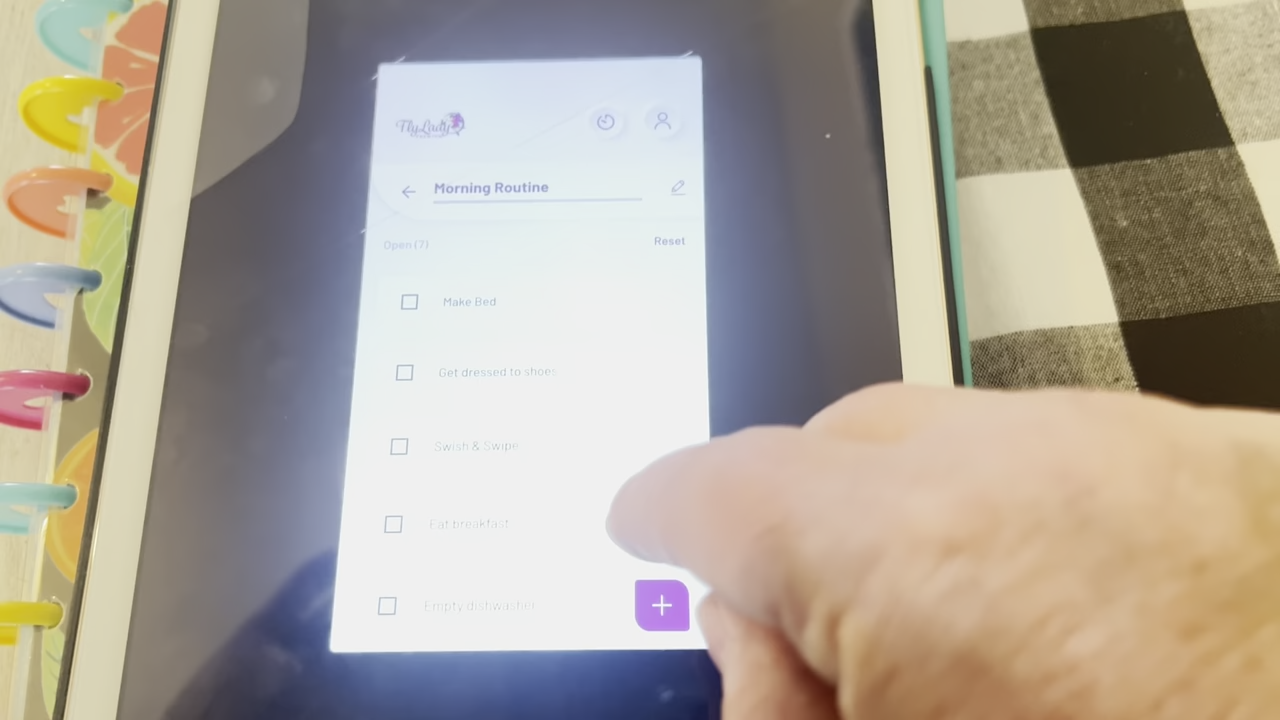 FlyLady
Morning Routine
Open (7)
Reset
Make Bed
Get dressed to shoes
Swish & Swipe
Eat breakfast
Empty dishwasher